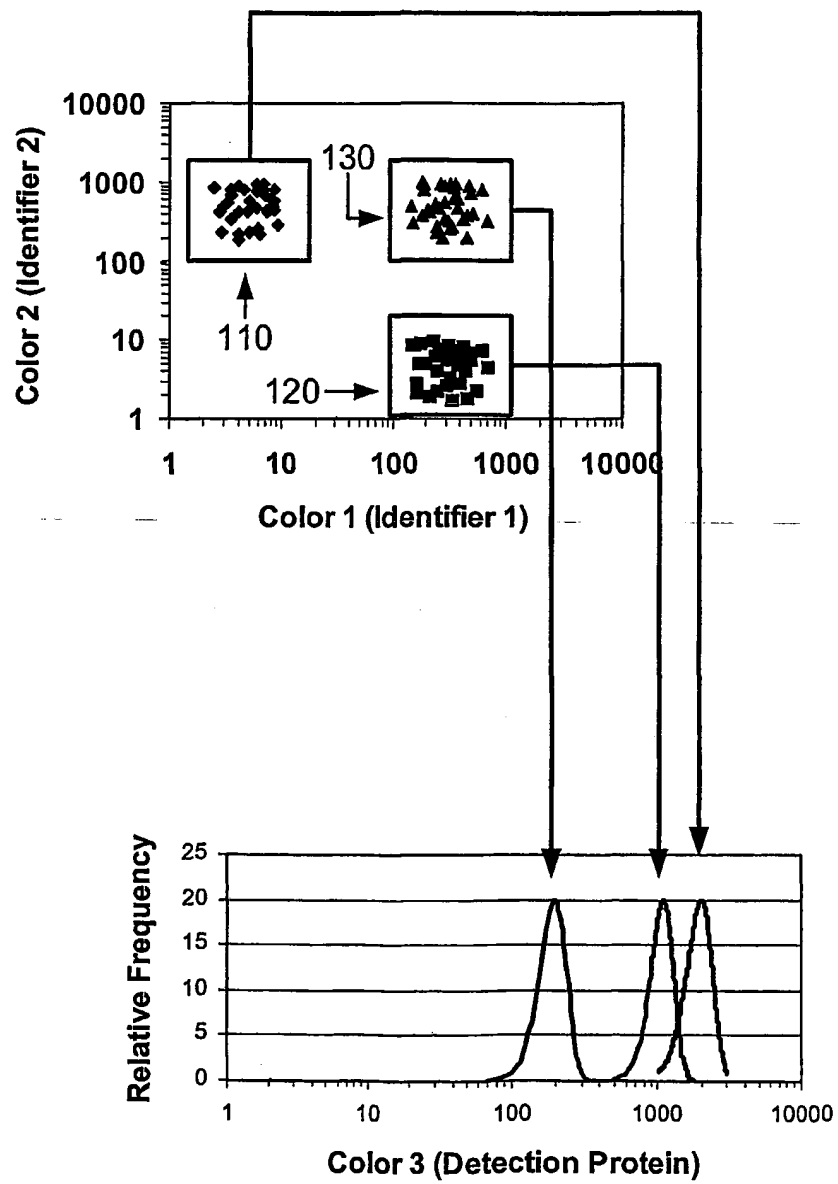 10000
1000
100
10
1
Color 2 (Identifier 2)
130
110
120
1 10 100 1000 10000
Color 1 (Identifier 1)
25
20
15
10
5
0
Relative Frequency
1 10 100 1000 10000
Color 3 (Detection Protein)